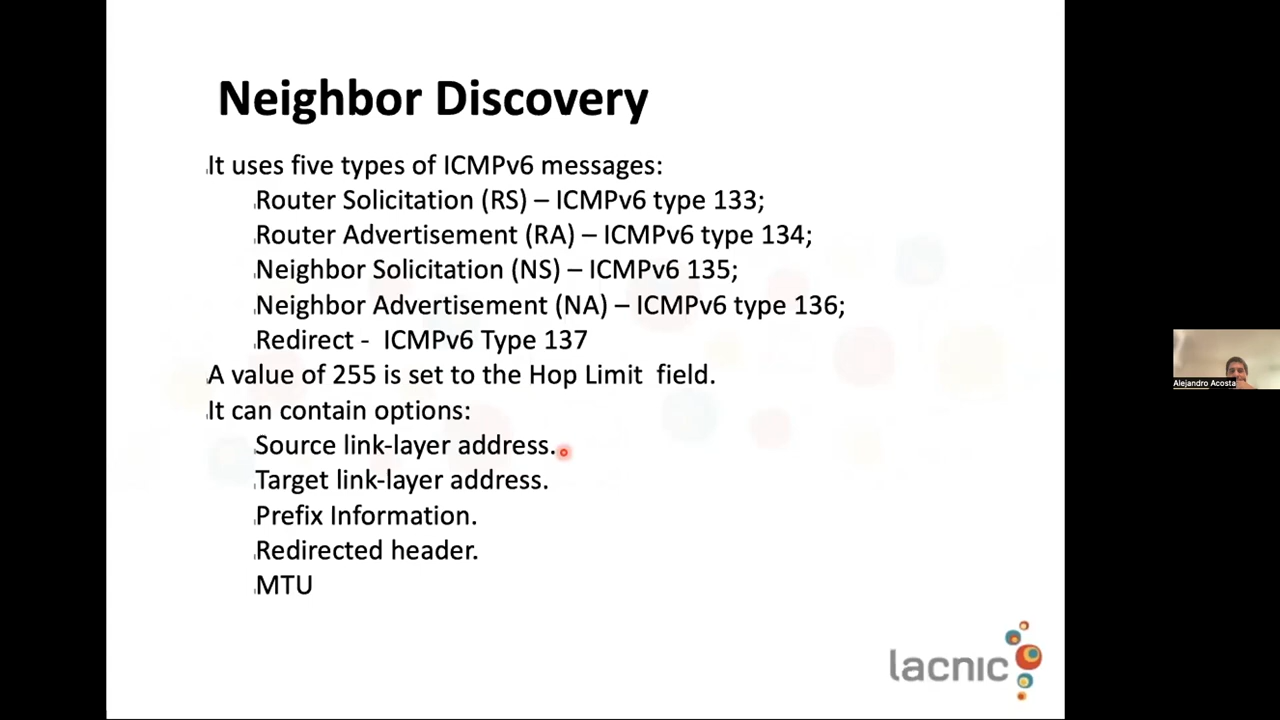 Neighbor Discovery
It uses five types of ICMPv6 messages:
Router Solicitation (RS) – ICMPv6 type 133;
Router Advertisement (RA) – ICMPv6 type 134;
Neighbor Solicitation (NS) – ICMPv6 135;
Neighbor Advertisement (NA) – ICMPv6 type 136;
Redirect - ICMPv6 Type 137
A value of 255 is set to the Hop Limit field.
It can contain options:
Source link-layer address.
Target link-layer address.
Prefix Information.
Redirected header.
MTU
lacnic
Alejandro Acosta